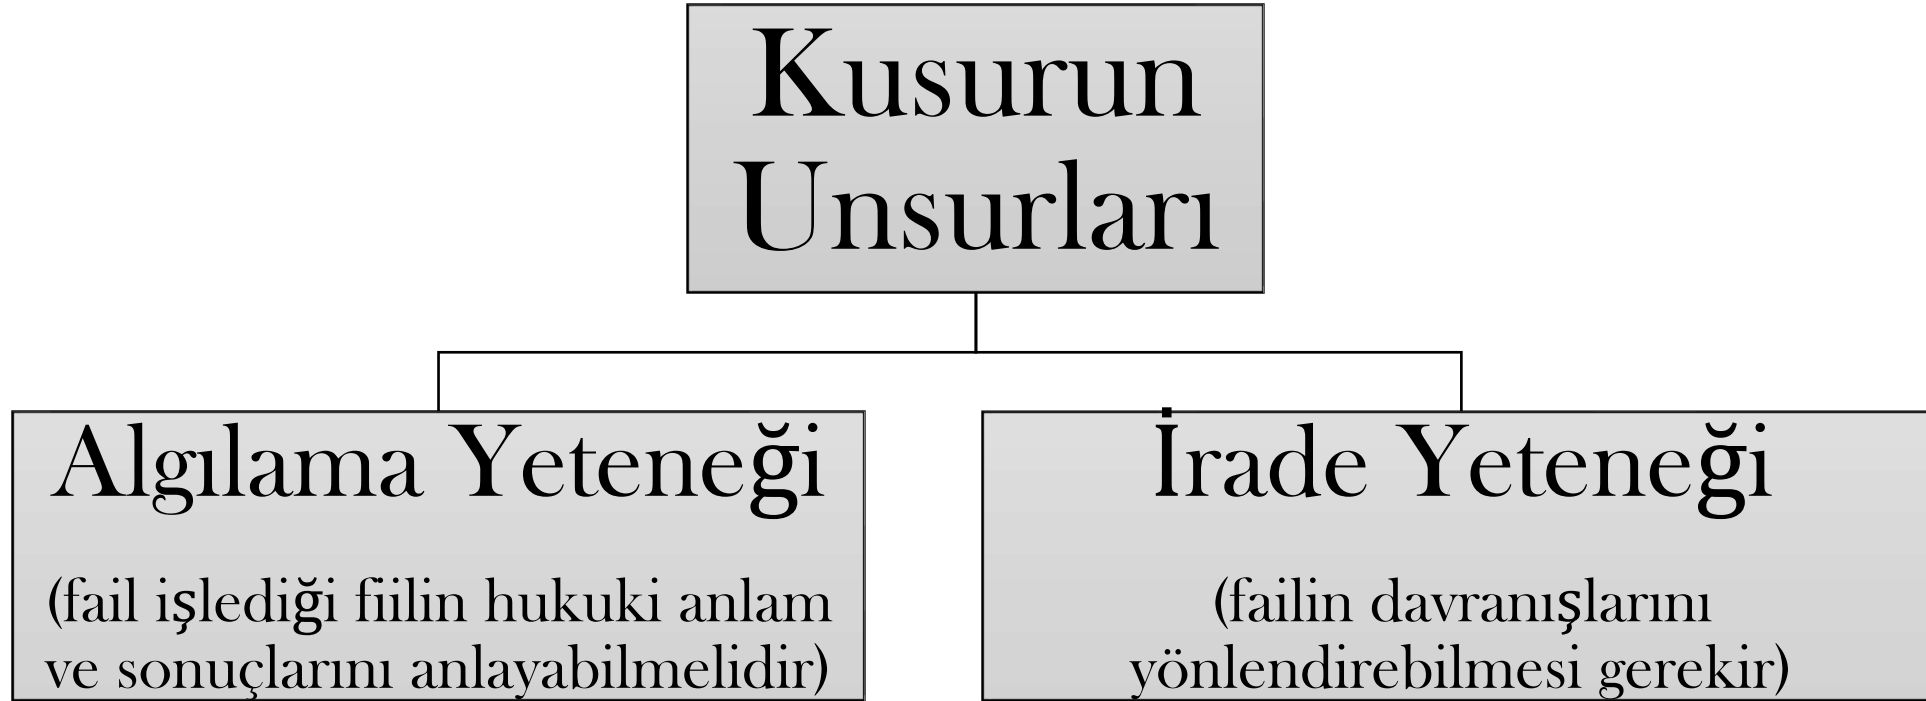 Kusurun
Unsurları
Algılama Yeteneği
(fail işlediği fiilin hukuki anlam
ve sonuçlarını anlayabilmelidir)
İrade Yeteneği
(failin davranışlarını
yönlendirebilmesi gerekir)